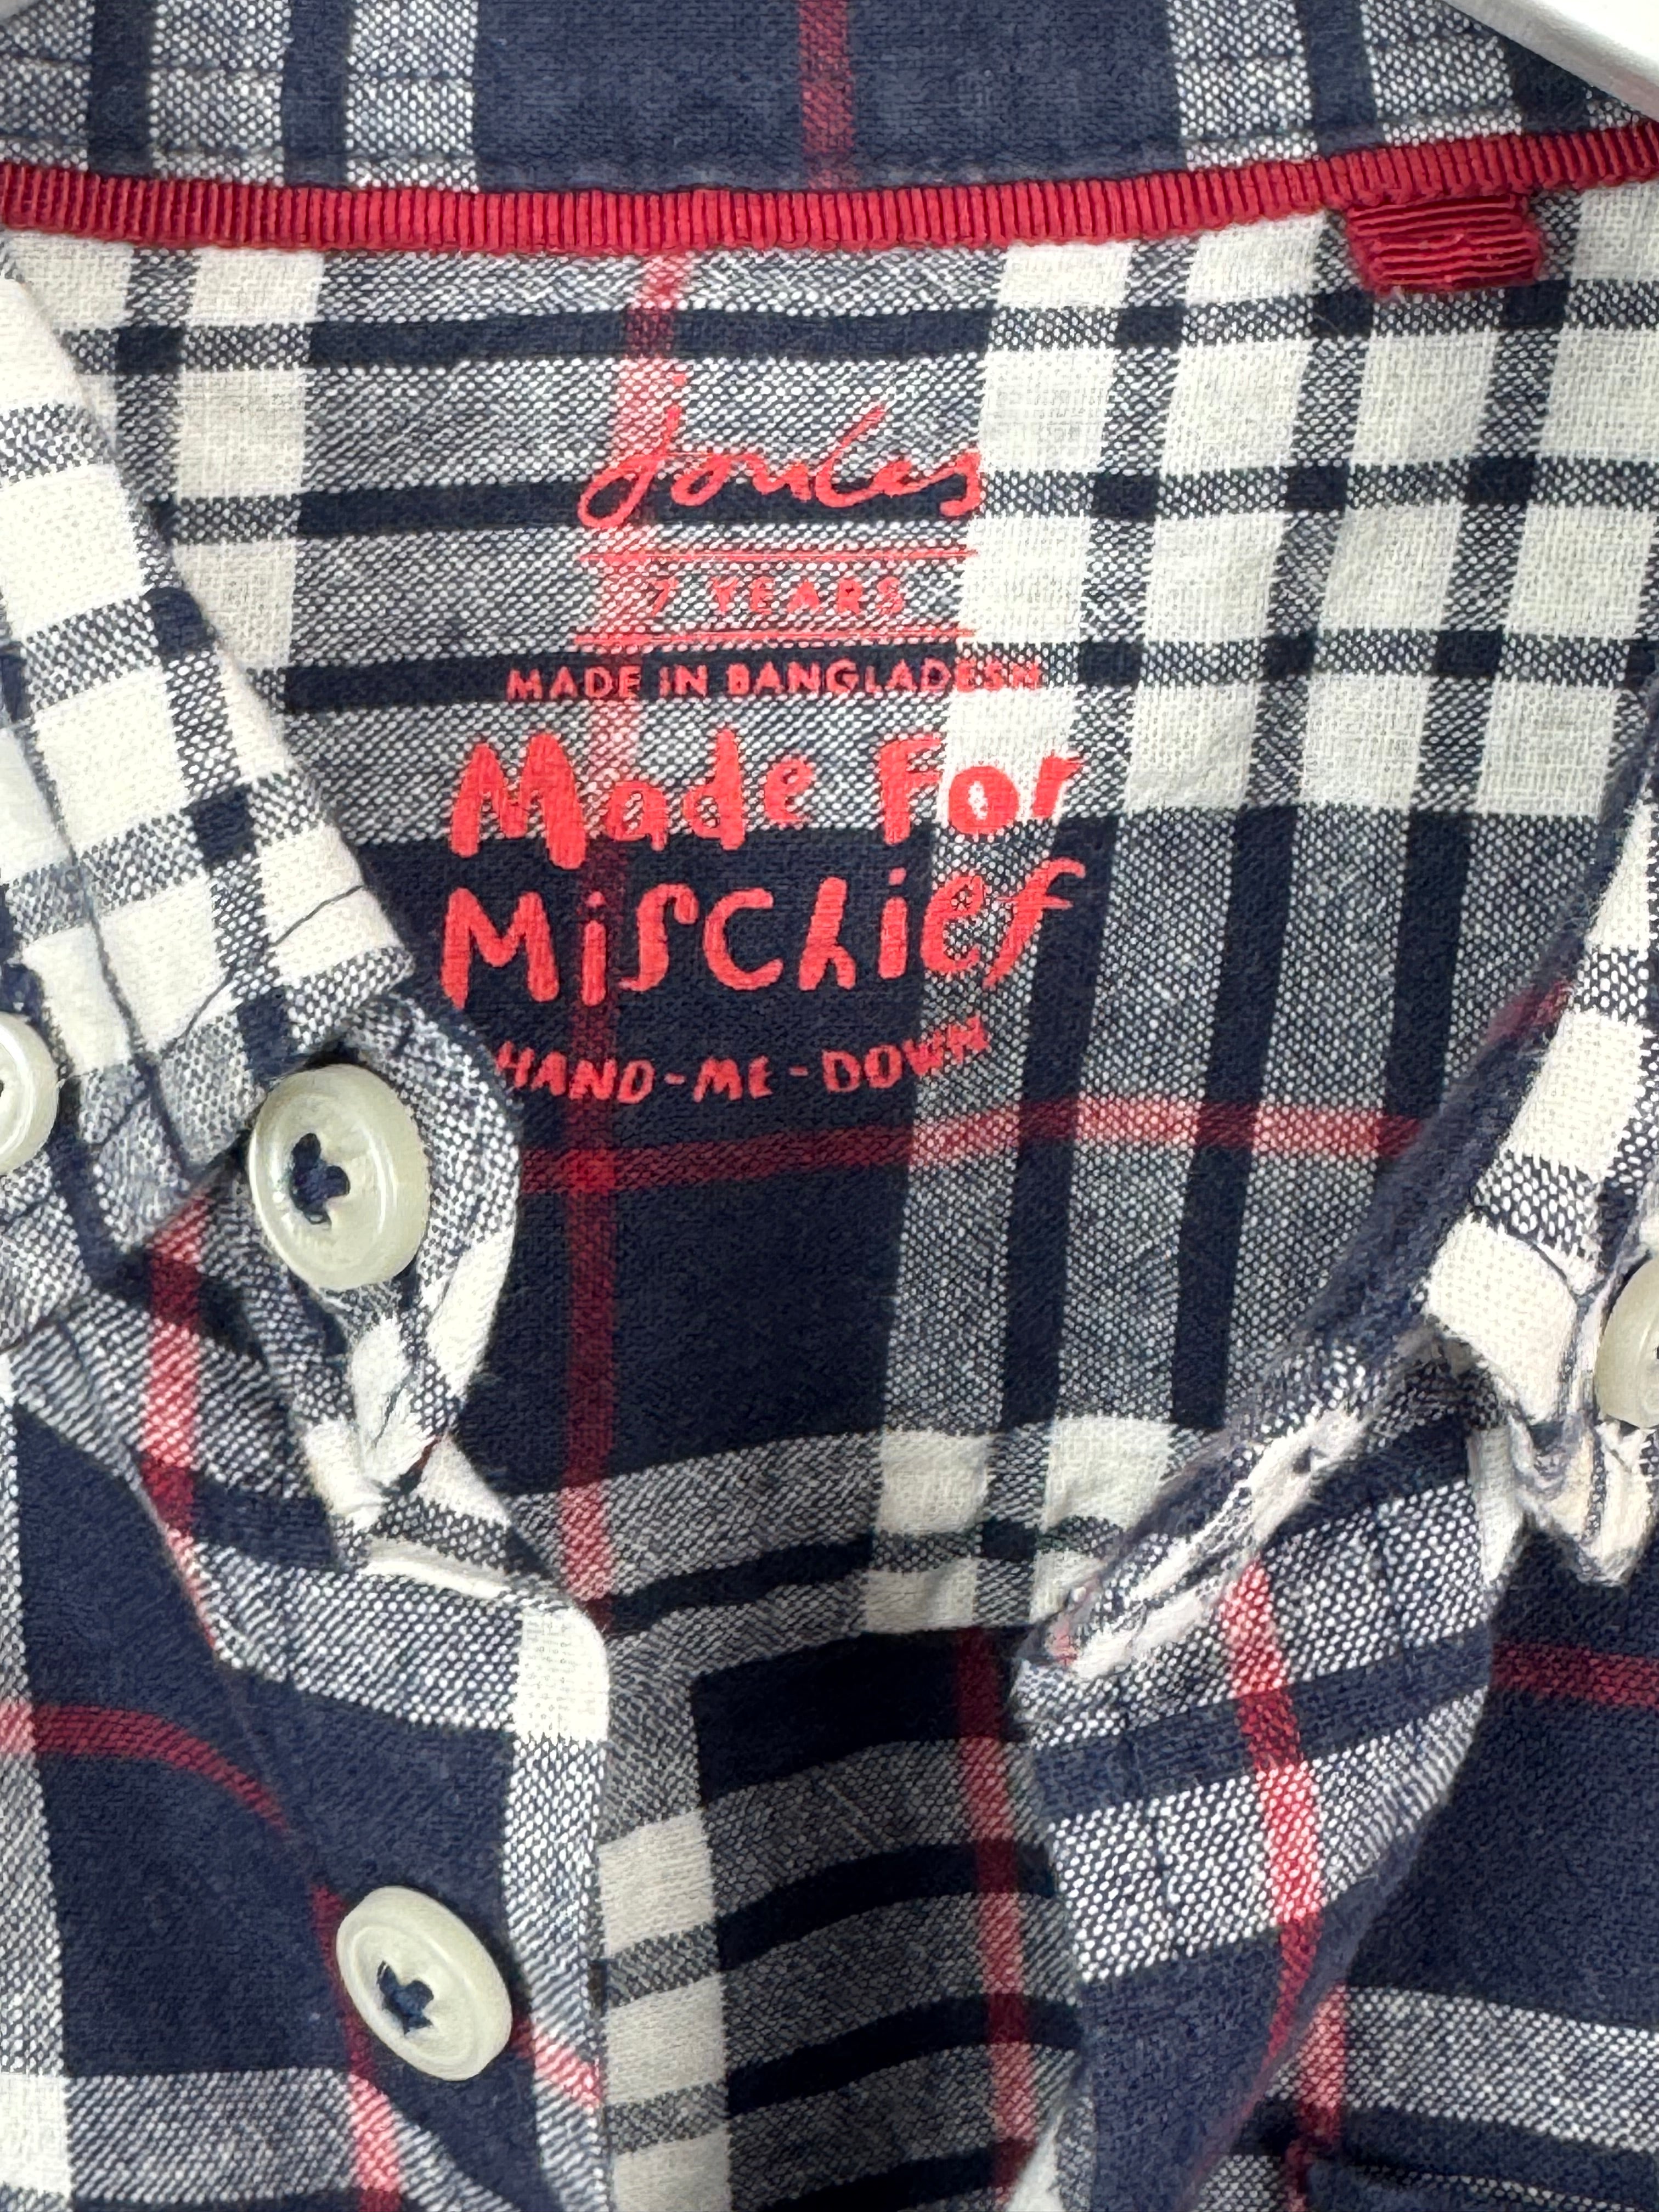 Joules
7 YEARS
MADE IN BANGLADESH
Made For
Mischief
HAND-ME-DOWN